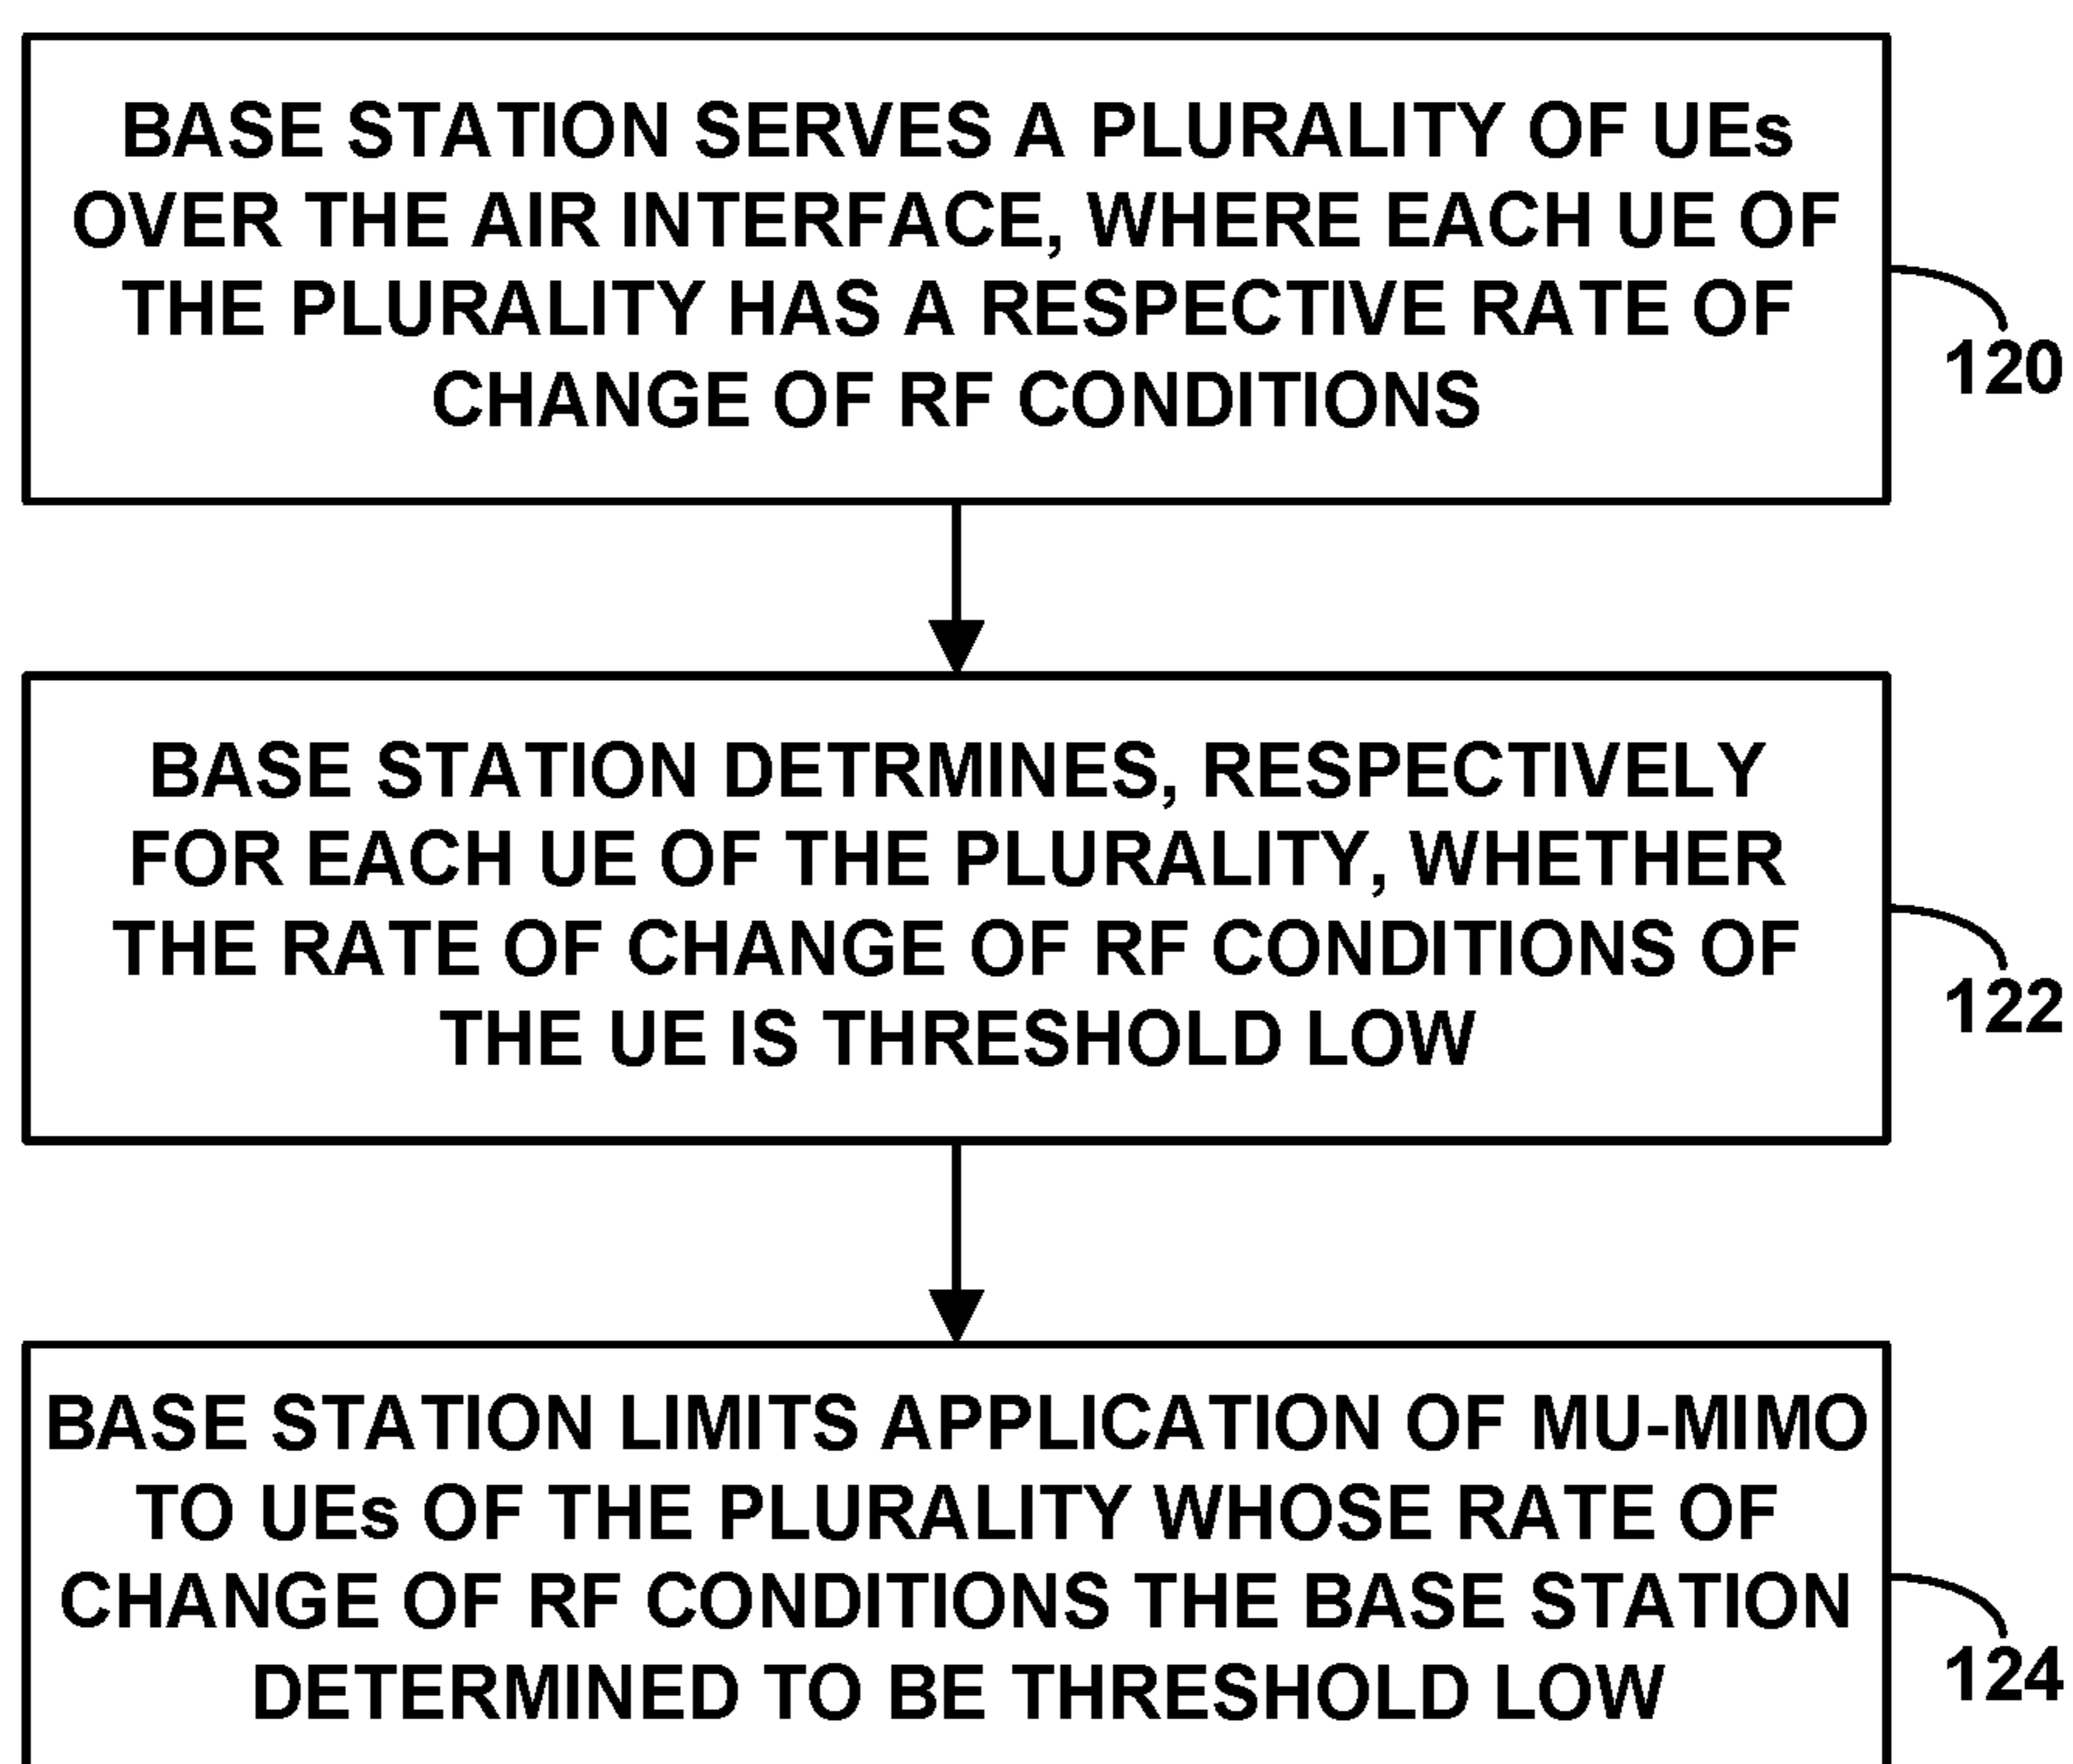 BASE STATION SERVES A PLURALITY OF UEs
OVER THE AIR INTERFACE, WHERE EACH UE OF
THE PLURALITY HAS A RESPECTIVE RATE OF
CHANGE OF RF CONDITIONS
120
BASE STATION DETRMINES, RESPECTIVELY
FOR EACH UE OF THE PLURALITY, WHETHER
THE RATE OF CHANGE OF RF CONDITIONS OF
THE UE IS THRESHOLD LOW
122
BASE STATION LIMITS APPLICATION OF MU-MIMO
TO UEs OF THE PLURALITY WHOSE RATE OF
CHANGE OF RF CONDITIONS THE BASE STATION
DETERMINED TO BE THRESHOLD LOW
124